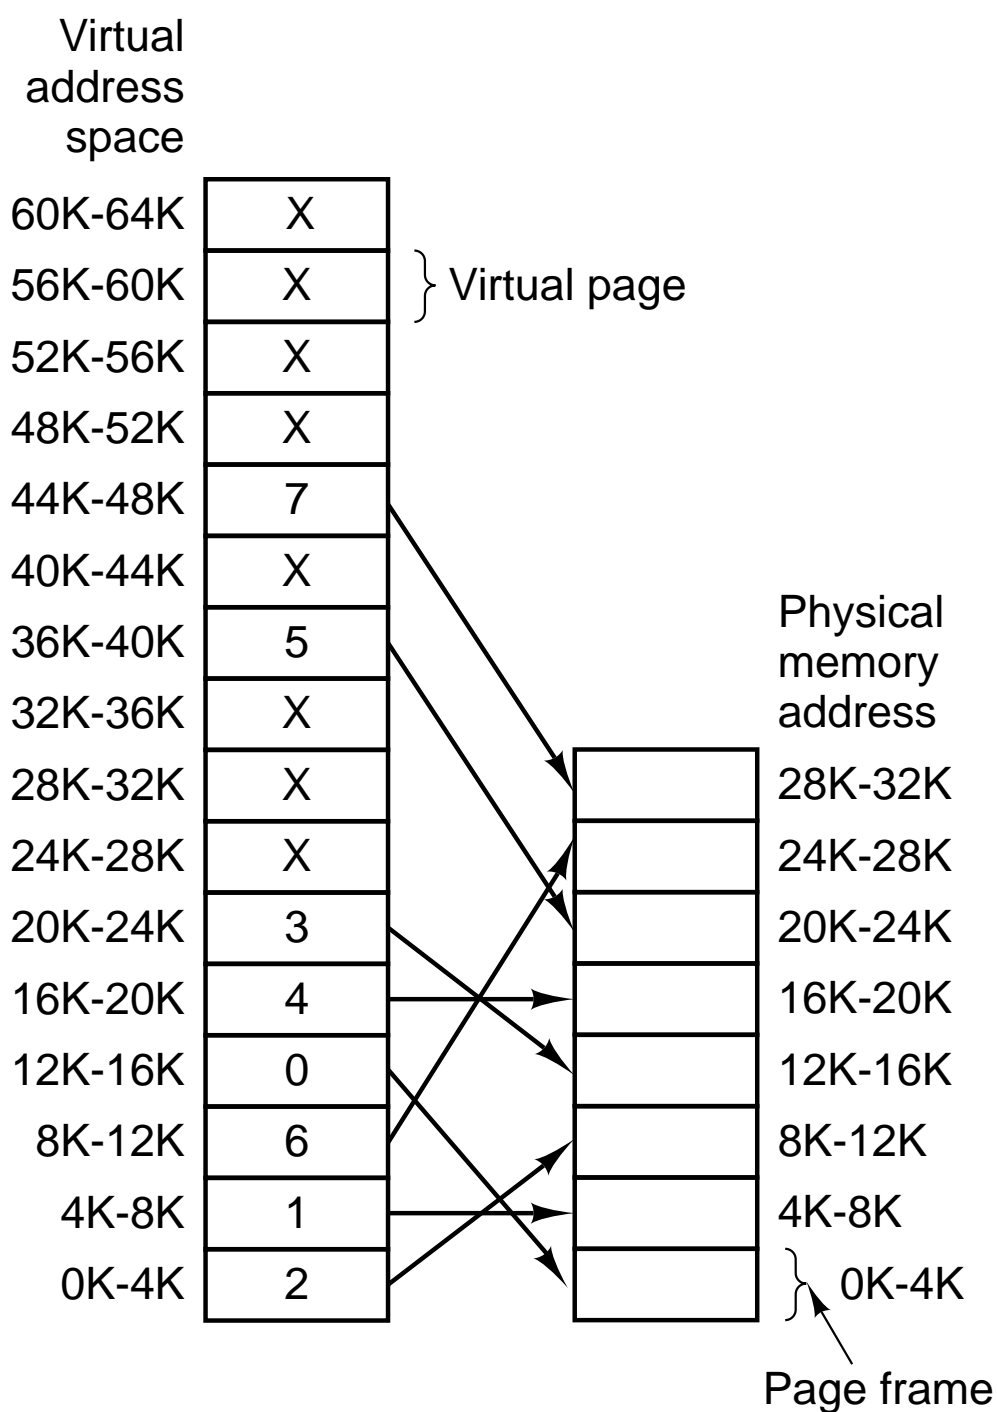 Virtual
address
space
60K-64K X
56K-60K X Virtual page
52K-56K X
48K-52K X
44K-48K 7
40K-44K X
36K-40K 5
32K-36K X
28K-32K X
24K-28K X
20K-24K 3
16K-20K 4
12K-16K 0
8K-12K 6
4K-8K 1
0K-4K 2
Physical
memory
address
28K-32K
24K-28K
20K-24K
16K-20K
12K-16K
8K-12K
4K-8K
0K-4K
Page frame